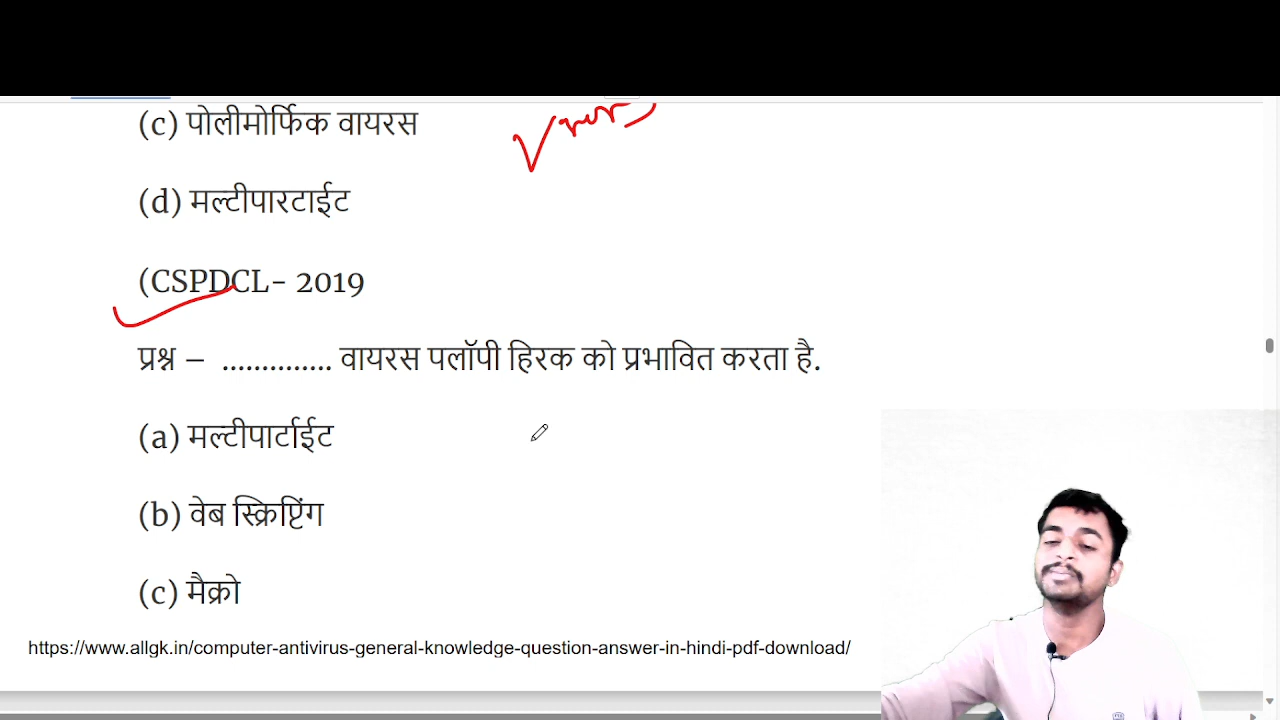 (c) पोलीमोर्फिक वायरस
(d) मल्टीपारटाईट
(CSPDCL- 2019
प्रश्न – .............. वायरस पलॉपी हिरक को प्रभावित करता है.
(a) मल्टीपार्टाईट
(b) वेब स्क्रिप्टिंग
(c) मैक्रो
https://www.allgk.in/computer-antivirus-general-knowledge-question-answer-in-hindi-pdf-download/